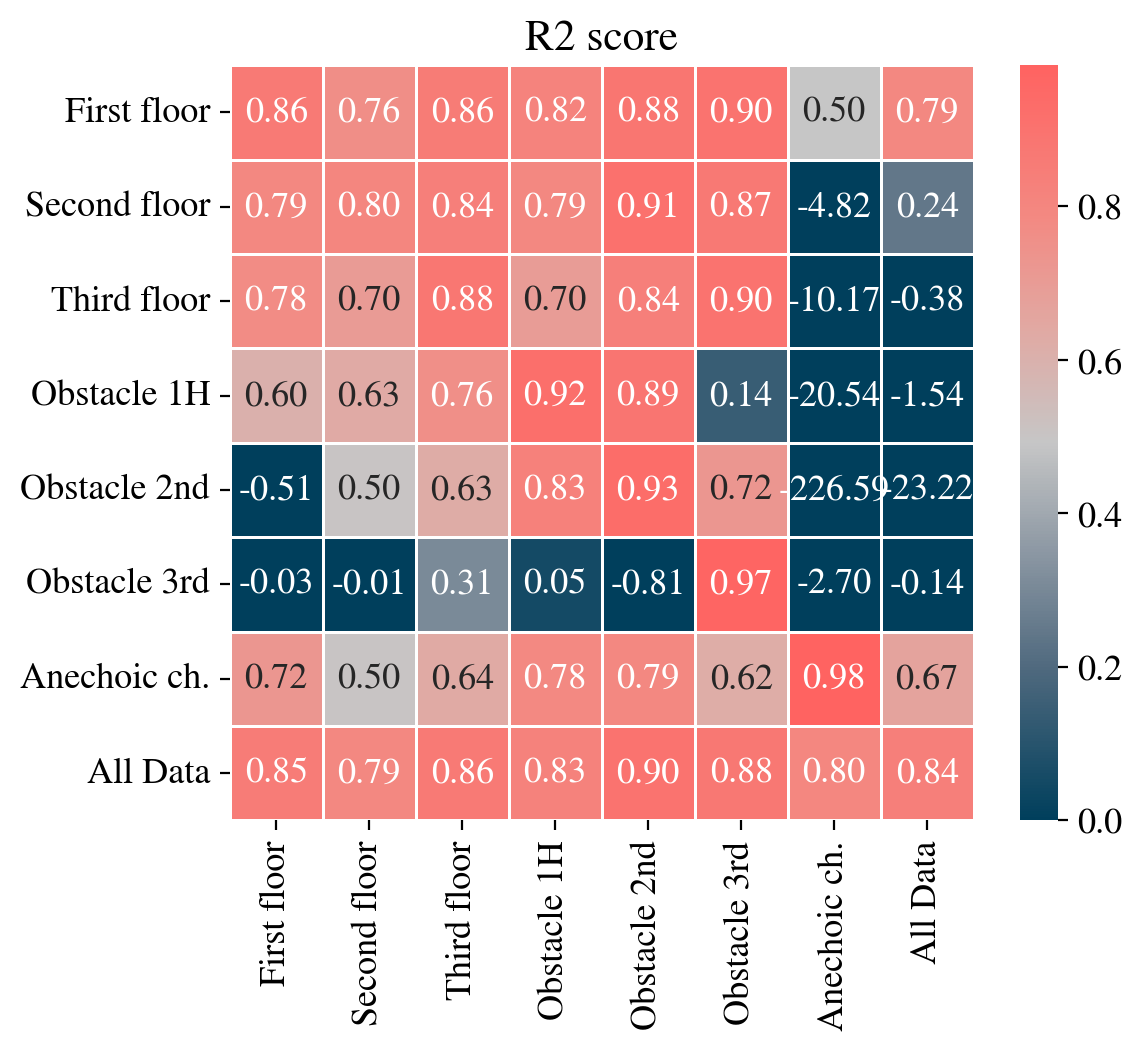 R2 score
First floor 0.86 0.76 0.86 0.82 0.88 0.90 0.50 0.79
Second floor 0.79 0.80 0.84 0.79 0.91 0.87 -4.82 0.24
Third floor 0.78 0.70 0.88 0.70 0.84 0.90 -10.17 -0.38
Obstacle 1H 0.60 0.63 0.76 0.92 0.89 0.14 -20.54 -1.54
Obstacle 2nd -0.51 0.50 0.63 0.83 0.93 0.72 -226.59 -23.22
Obstacle 3rd -0.03 -0.01 0.31 0.05 -0.81 0.97 -2.70 -0.14
Anechoic ch. 0.72 0.50 0.64 0.78 0.79 0.62 0.98 0.67
All Data 0.85 0.79 0.86 0.83 0.90 0.88 0.80 0.84
First floor
Second floor
Third floor
Obstacle 1H
Obstacle 2nd
Obstacle 3rd
Anechoic ch.
All Data
0.8
0.6
0.4
0.2
0.0